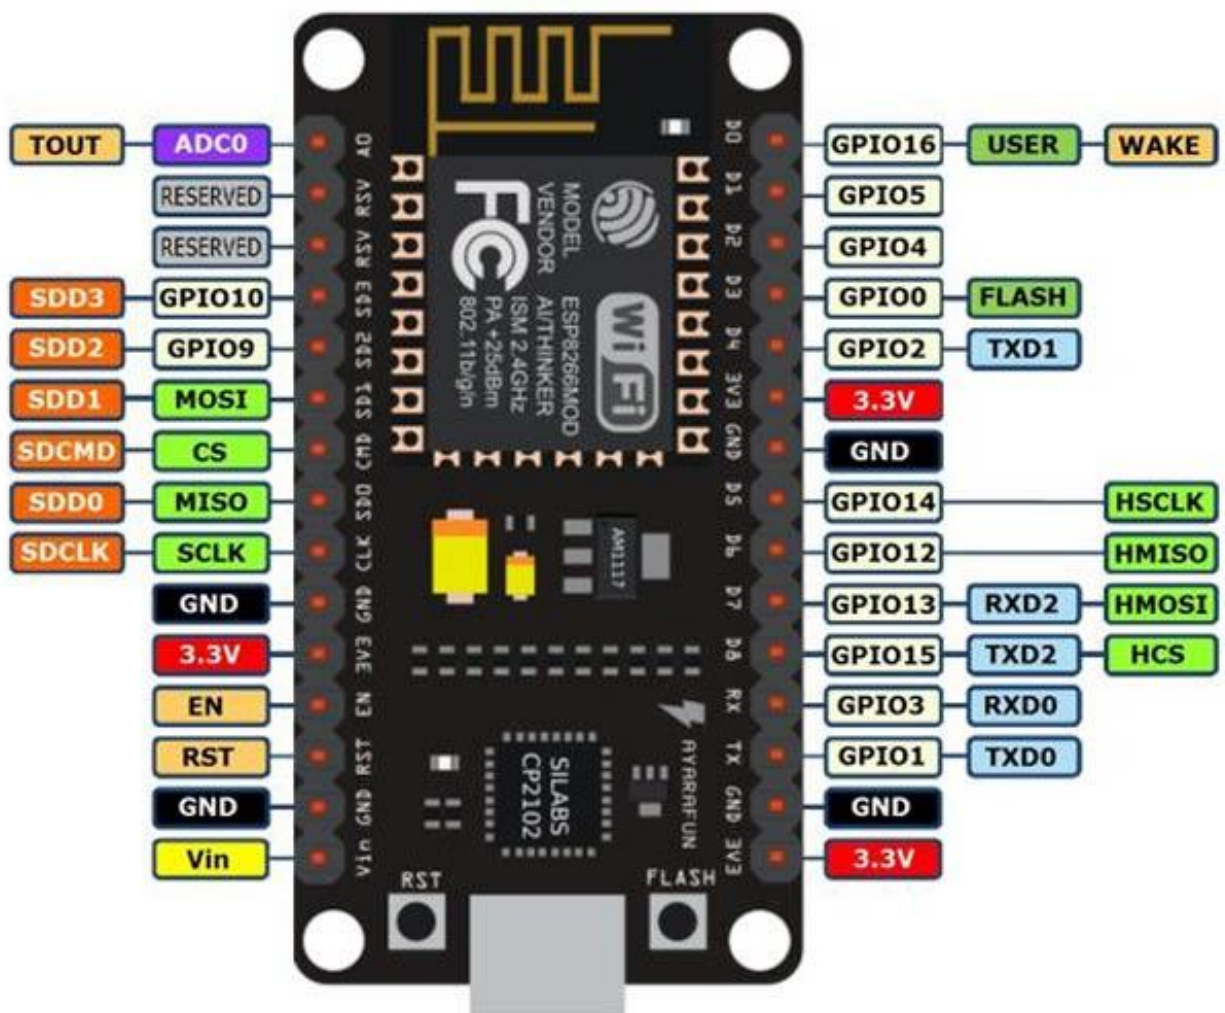 TOUT ADC0 A0 D0 GPIO16 USER WAKE
RESERVED RSV D1 GPIO5
RESERVED RSV D2 GPIO4
SDD3 GPIO10 SD3 D3 GPIO0 FLASH
SDD2 GPIO9 SD2 D4 GPIO2 TXD1
SDD1 MOSI SD1 3V3 3.3V
SDCMD CS CMD GND GND
SDD0 MISO SD0 D5 GPIO14 HSCLK
SDCLK SCLK CLK D6 GPIO12 HMISO
GND GND D7 GPIO13 RXD2 HMOSI
3.3V 3V3 D8 GPIO15 TXD2 HCS
EN EN RX GPIO3 RXD0
RST RST TX GPIO1 TXD0
GND GND GND GND
Vin Vin 3V3 3.3V
MODEL ESP8266MOD
VENDOR AI/THINKER
ISM 2.4GHz
PA +25dBm
802.11b/g/n
FC
WiFi
AM1117
SILABS
CP2102
AYARAFUN
RST
FLASH